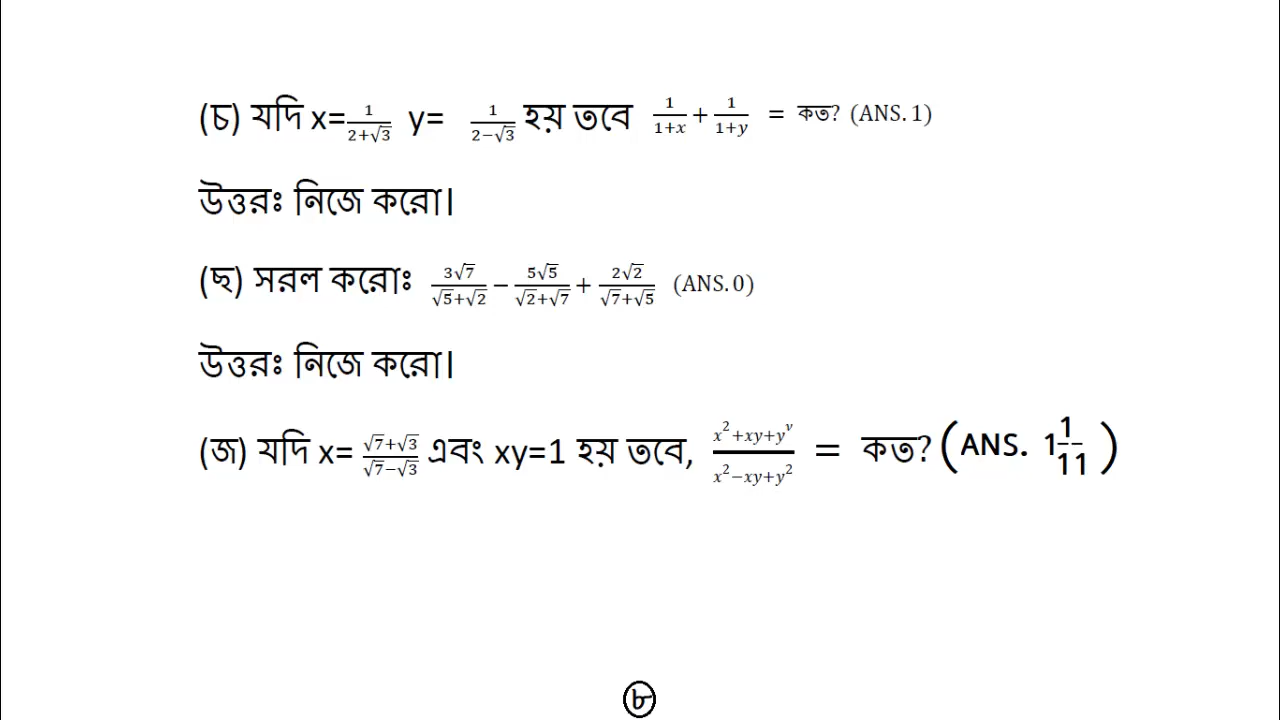 (চ) যদি x=1/(2+√3) y= 1/(2−√3) হয় তবে 1/(1+x) + 1/(1+y) = কত? (ANS. 1)
উত্তরঃ নিজে করো।
(ছ) সরল করোঃ 3√7/(√5+√2) − 5√5/(√2+√7) + 2√2/(√7+√5) (ANS. 0)
উত্তরঃ নিজে করো।
(জ) যদি x= (√7+√3)/(√7−√3) এবং xy=1 হয় তবে, (x²+xy+yᵛ)/(x²−xy+y²) = কত? (ANS. 1 1/11)
৮